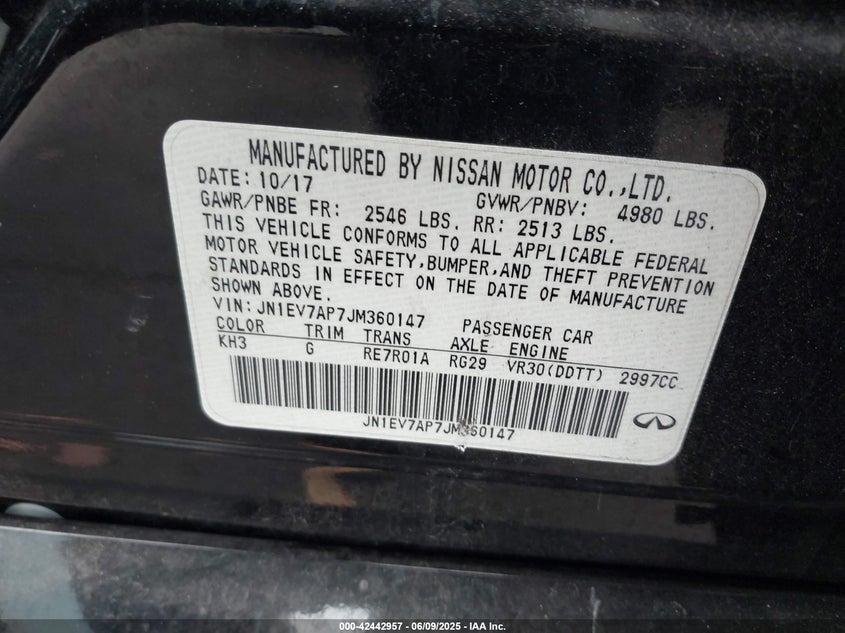 MANUFACTURED BY NISSAN MOTOR CO.,LTD.
DATE: 10/17 GVWR/PNBV: 4980 LBS.
GAWR/PNBE FR: 2546 LBS. RR: 2513 LBS.
THIS VEHICLE CONFORMS TO ALL APPLICABLE FEDERAL
MOTOR VEHICLE SAFETY,BUMPER,AND THEFT PREVENTION
STANDARDS IN EFFECT ON THE DATE OF MANUFACTURE
SHOWN ABOVE.
VIN: JN1EV7AP7JM360147 PASSENGER CAR
COLOR TRIM TRANS AXLE ENGINE
KH3 G RE7R01A RG29 VR30(DDTT) 2997CC
JN1EV7AP7JM360147
000-42442957 | 06/09/2025 - IAA Inc.